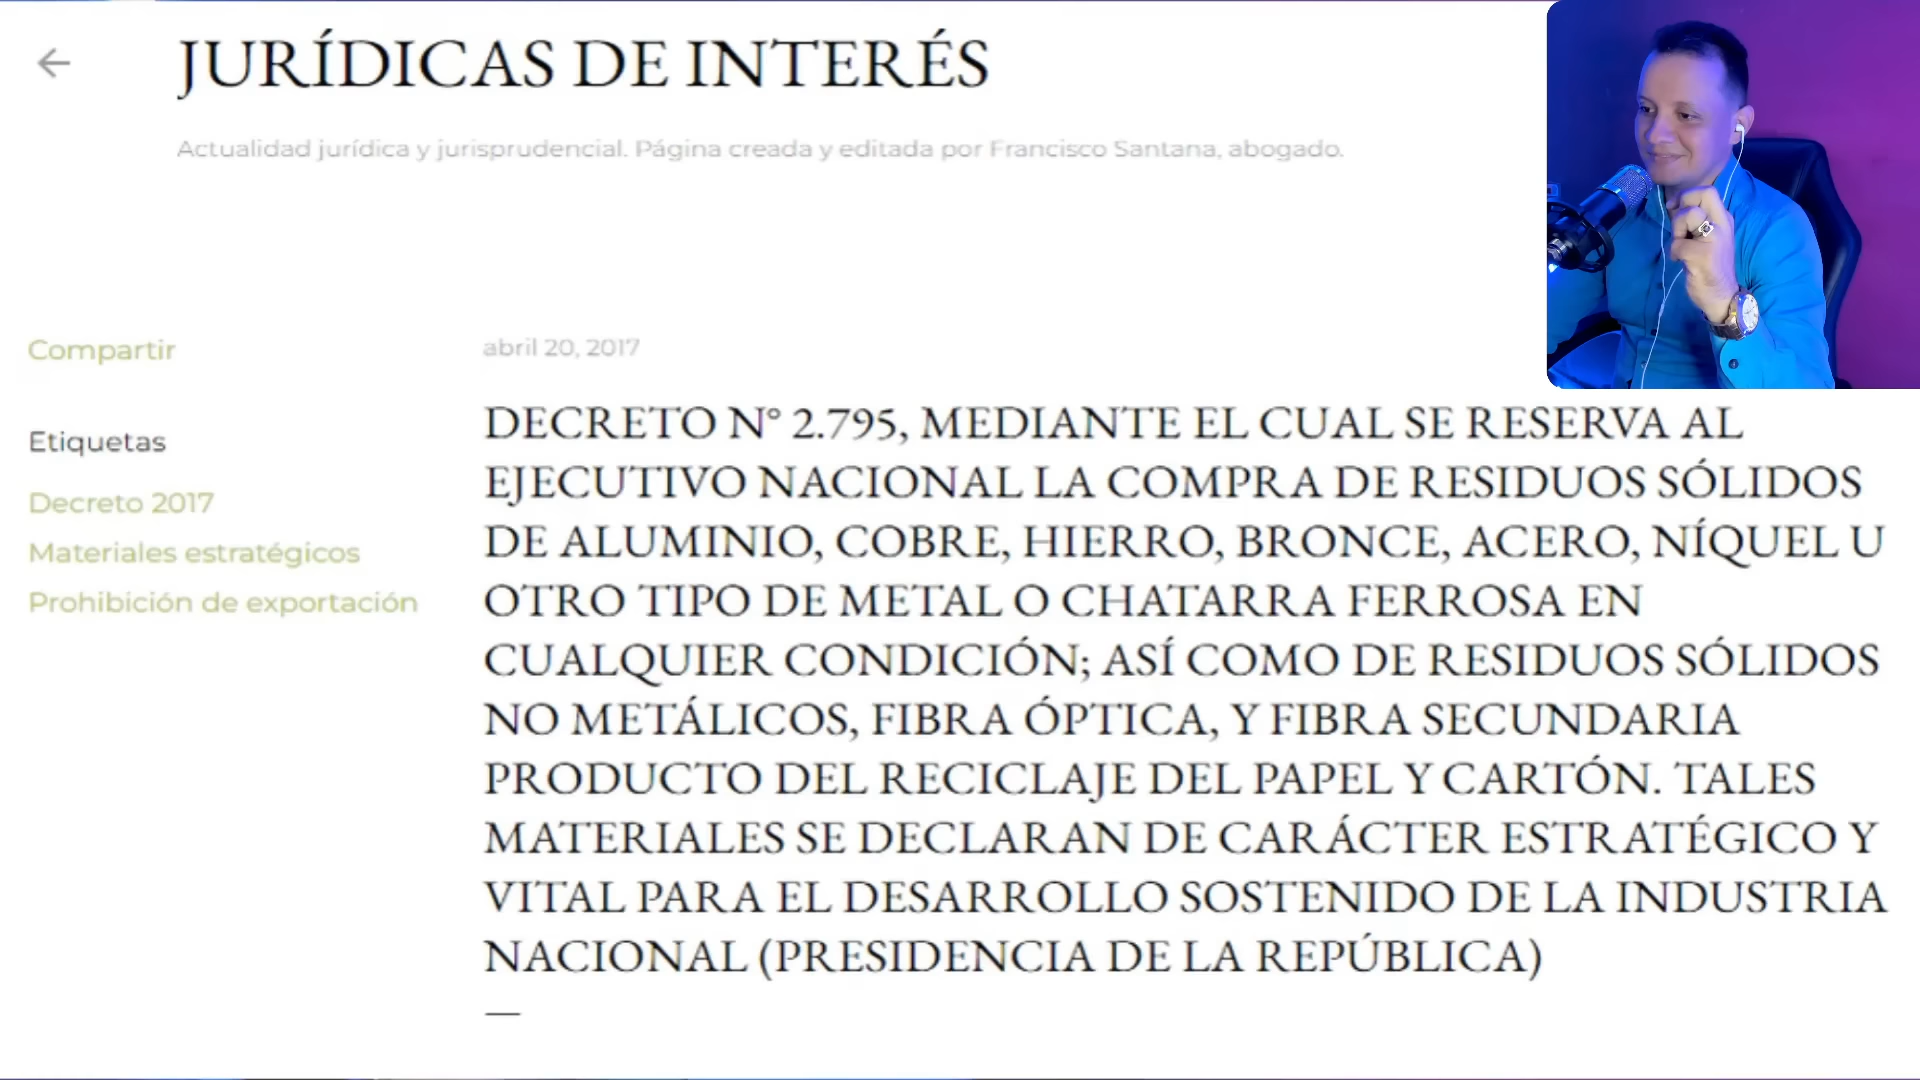 JURÍDICAS DE INTERÉS
Actualidad jurídica y jurisprudencial. Página creada y editada por Francisco Santana, abogado.
Compartir
Etiquetas
Decreto 2017
Materiales estratégicos
Prohibición de exportación
abril 20, 2017
DECRETO N° 2.795, MEDIANTE EL CUAL SE RESERVA AL
EJECUTIVO NACIONAL LA COMPRA DE RESIDUOS SÓLIDOS
DE ALUMINIO, COBRE, HIERRO, BRONCE, ACERO, NÍQUEL U
OTRO TIPO DE METAL O CHATARRA FERROSA EN
CUALQUIER CONDICIÓN; ASÍ COMO DE RESIDUOS SÓLIDOS
NO METÁLICOS, FIBRA ÓPTICA, Y FIBRA SECUNDARIA
PRODUCTO DEL RECICLAJE DEL PAPEL Y CARTÓN. TALES
MATERIALES SE DECLARAN DE CARÁCTER ESTRATÉGICO Y
VITAL PARA EL DESARROLLO SOSTENIDO DE LA INDUSTRIA
NACIONAL (PRESIDENCIA DE LA REPÚBLICA)